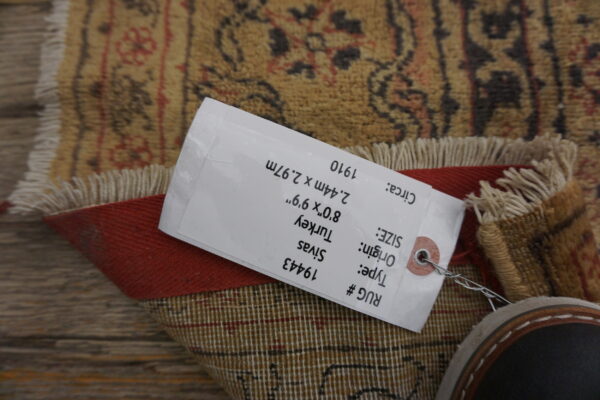 RUG # 19443
Type: Sivas
Origin: Turkey
SIZE: 8'0" x 9'9"
2.44m x 2.97m
Circa: 1910